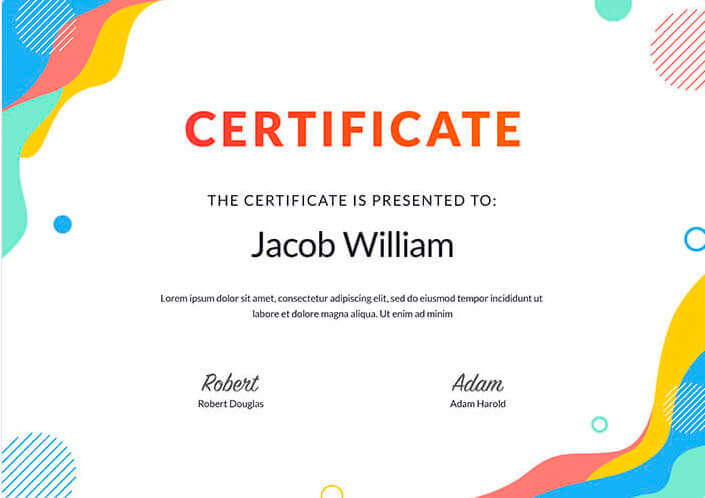 CERTIFICATE
THE CERTIFICATE IS PRESENTED TO:
Jacob William
Lorem ipsum dolor sit amet, consectetur adipiscing elit, sed do eiusmod tempor incididunt ut
labore et dolore magna aliqua. Ut enim ad minim
Robert Adam
Robert Douglas Adam Harold